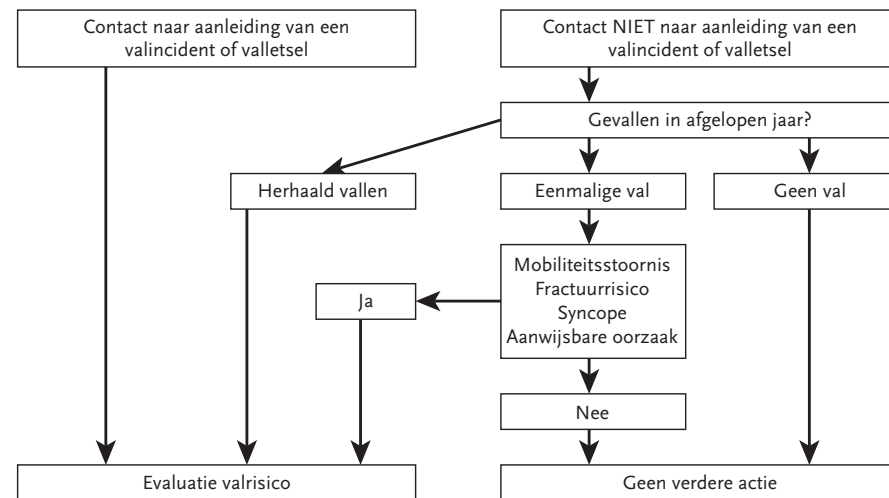 Contact naar aanleiding van een
valincident of valletsel
Contact NIET naar aanleiding van een
valincident of valletsel
Gevallen in afgelopen jaar?
Herhaald vallen
Eenmalige val
Geen val
Mobiliteitsstoornis
Fractuurrisico
Syncope
Aanwijsbare oorzaak
Ja
Nee
Evaluatie valrisico
Geen verdere actie